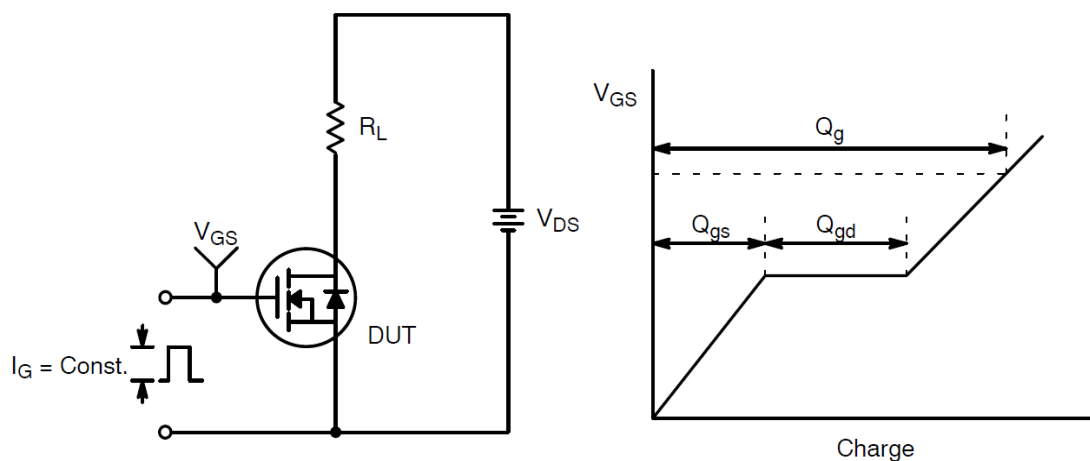 R_L
V_GS
V_DS
DUT
I_G = Const.
V_GS
Q_g
Q_gs
Q_gd
Charge